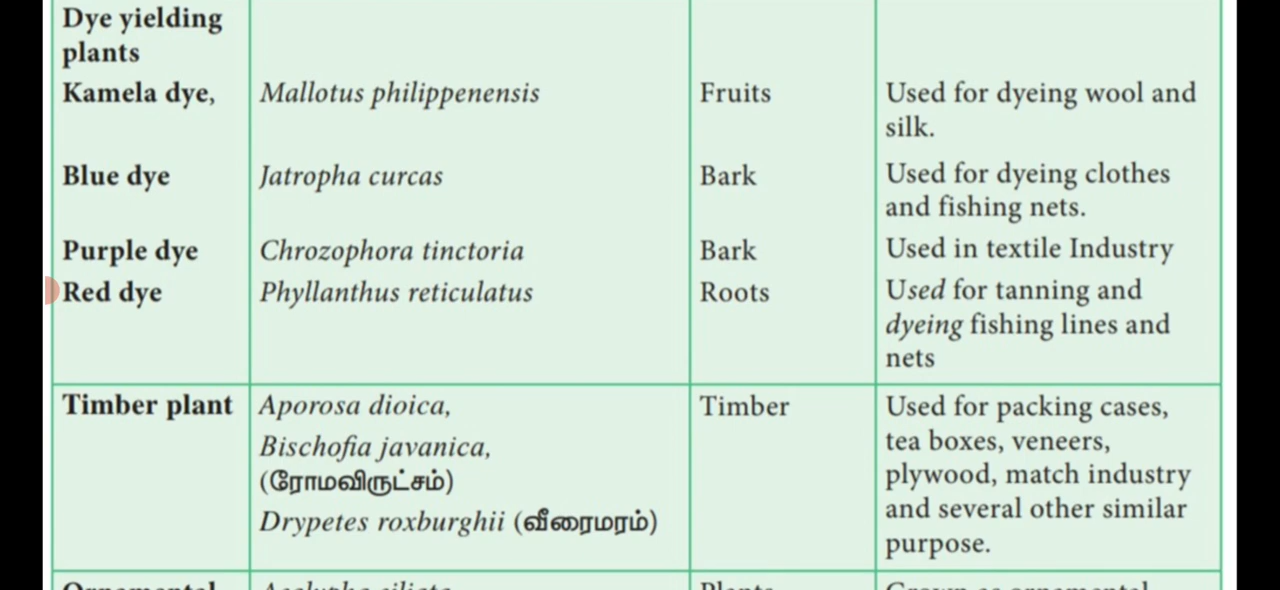 Dye yielding
plants
Kamela dye, Mallotus philippenensis Fruits Used for dyeing wool and
silk.
Blue dye Jatropha curcas Bark Used for dyeing clothes
and fishing nets.
Purple dye Chrozophora tinctoria Bark Used in textile Industry
Red dye Phyllanthus reticulatus Roots Used for tanning and
dyeing fishing lines and
nets
Timber plant Aporosa dioica, Timber Used for packing cases,
Bischofia javanica, tea boxes, veneers,
(ரோமவிருட்சம்) plywood, match industry
Drypetes roxburghii (வீரைமரம்) and several other similar
purpose.